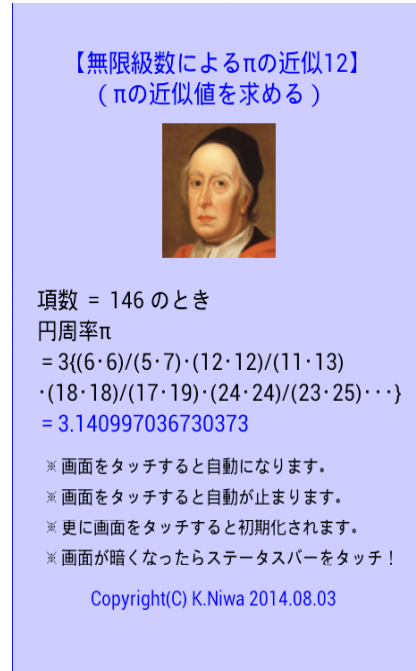 【無限級数によるπの近似12】
( πの近似値を求める )
項数 = 146 のとき
円周率π
= 3{(6･6)/(5･7)･(12･12)/(11･13)
･(18･18)/(17･19)･(24･24)/(23･25)･･･}
= 3.140997036730373
※画面をタッチすると自動になります。
※画面をタッチすると自動が止まります。
※更に画面をタッチすると初期化されます。
※画面が暗くなったらステータスバーをタッチ！
Copyright(C) K.Niwa 2014.08.03